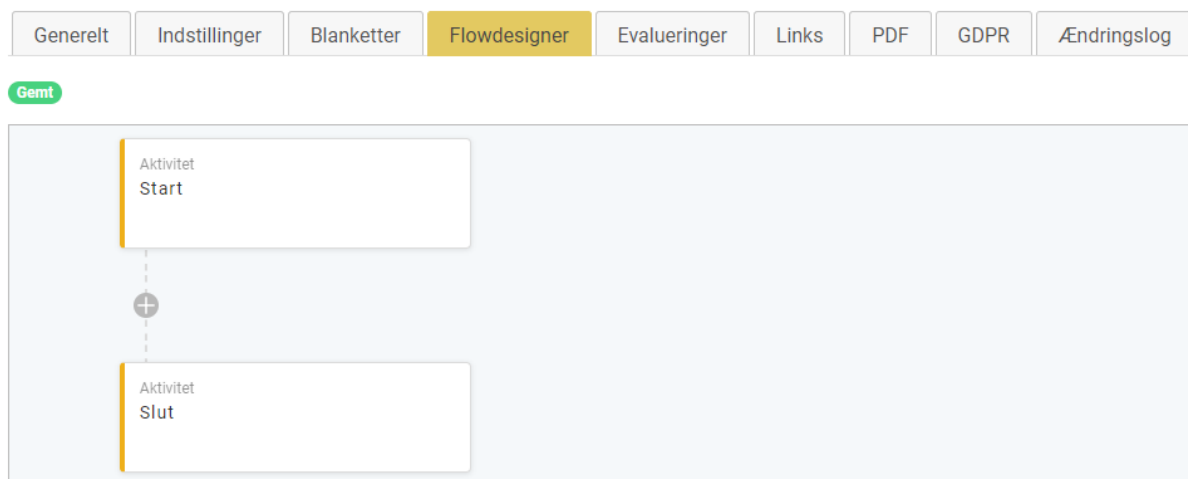 Generelt Indstillinger Blanketter Flowdesigner Evalueringer Links PDF GDPR Ændringslog
Gemt
Aktivitet
Start
Aktivitet
Slut